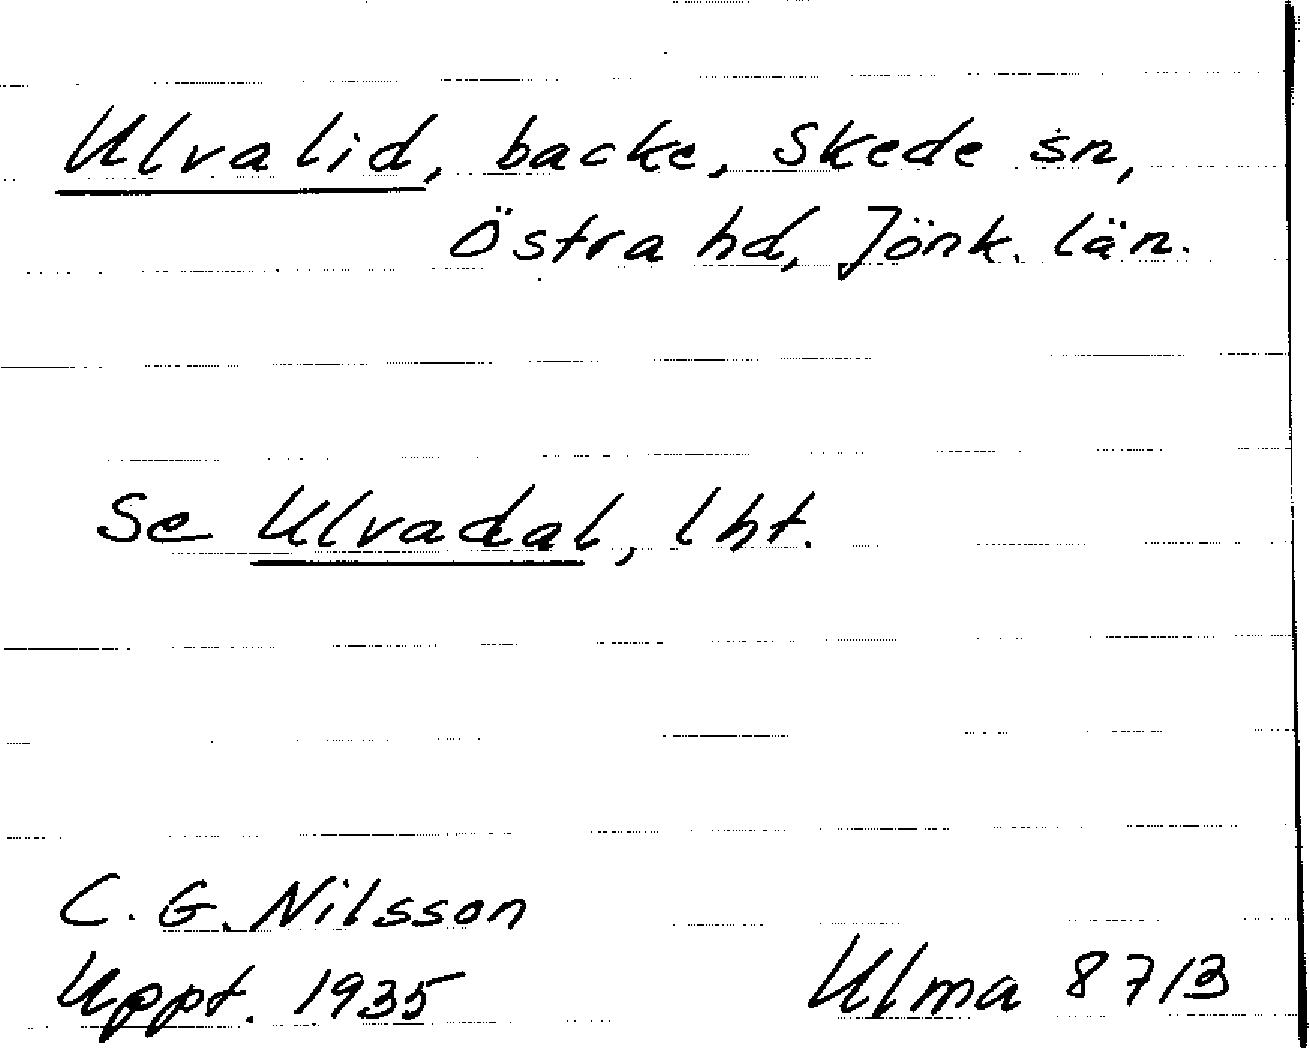 Ulvalid, backe, Skede sn,
Östra hd, Jönk. län.
Se Ulvadal, lht.
C. G. Nilsson
Uppt. 1935
Ulma 8713